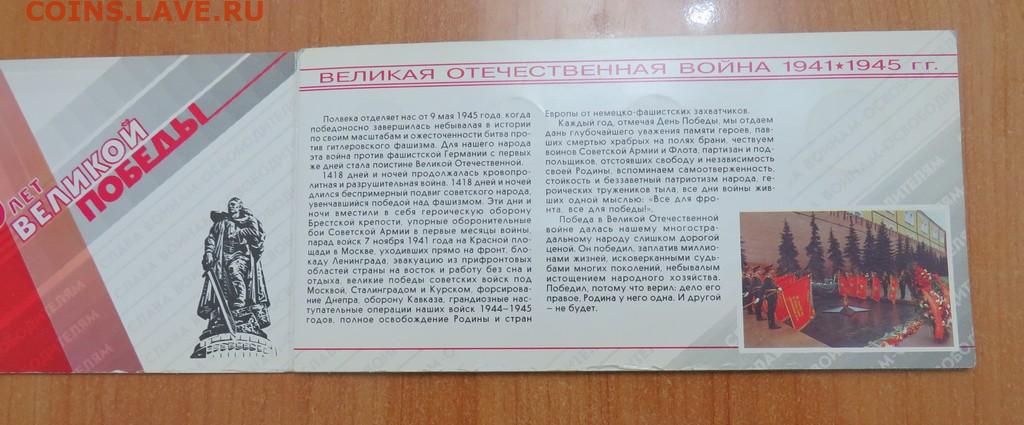 COINS.LAVE.RU
ЛЕТ
ВЕЛИКОЙ
ПОБЕДЫ
ВЕЛИКАЯ ОТЕЧЕСТВЕННАЯ ВОЙНА 1941★1945 гг.
Полвека отделяет нас от 9 мая 1945 года, когда
победоносно завершилась небывалая в истории
по своим масштабам и ожесточенности битва про-
тив гитлеровского фашизма. Для нашего народа
эта война против фашистской Германии с первых
же дней стала поистине Великой Отечественной.
1418 дней и ночей продолжалась кровопро-
литная и разрушительная война. 1418 дней и ночей
длился беспримерный подвиг советского народа,
увенчавшийся победой над фашизмом. Эти дни и
ночи вместили в себя героическую оборону
Брестской крепости, упорные оборонительные
бои Советской Армии в первые месяцы войны,
парад войск 7 ноября 1941 года на Красной пло-
щади в Москве, уходивших прямо на фронт, бло-
каду Ленинграда, эвакуацию из прифронтовых
областей страны на восток и работу без сна и
отдыха, великие победы советских войск под
Москвой, Сталинградом и Курском, форсирова-
ние Днепра, оборону Кавказа, грандиозные нас-
тупательные операции наших войск 1944–1945
годов, полное освобождение Родины и стран
Европы от немецко-фашистских захватчиков.
Каждый год, отмечая День Победы, мы отдаем
дань глубочайшего уважения памяти героев, пав-
ших смертью храбрых на полях брани, чествуем
воинов Советской Армии и Флота, партизан и под-
польщиков, отстоявших свободу и независимость
своей Родины, вспоминаем самоотверженность,
стойкость и беззаветный патриотизм народа, ге-
роических тружеников тыла, все дни войны жив-
ших одной мыслью: «Все для фрон-
та, все для победы!».
Победа в Великой Отечественной
войне далась нашему многостра-
дальному народу слишком дорогой
ценой. Он победил, заплатив миллио-
нами жизней, исковерканными судь-
бами многих поколений, небывалым
истощением народного хозяйства.
Победил, потому что верил: дело его
правое, Родина у него одна. И другой
– не будет.